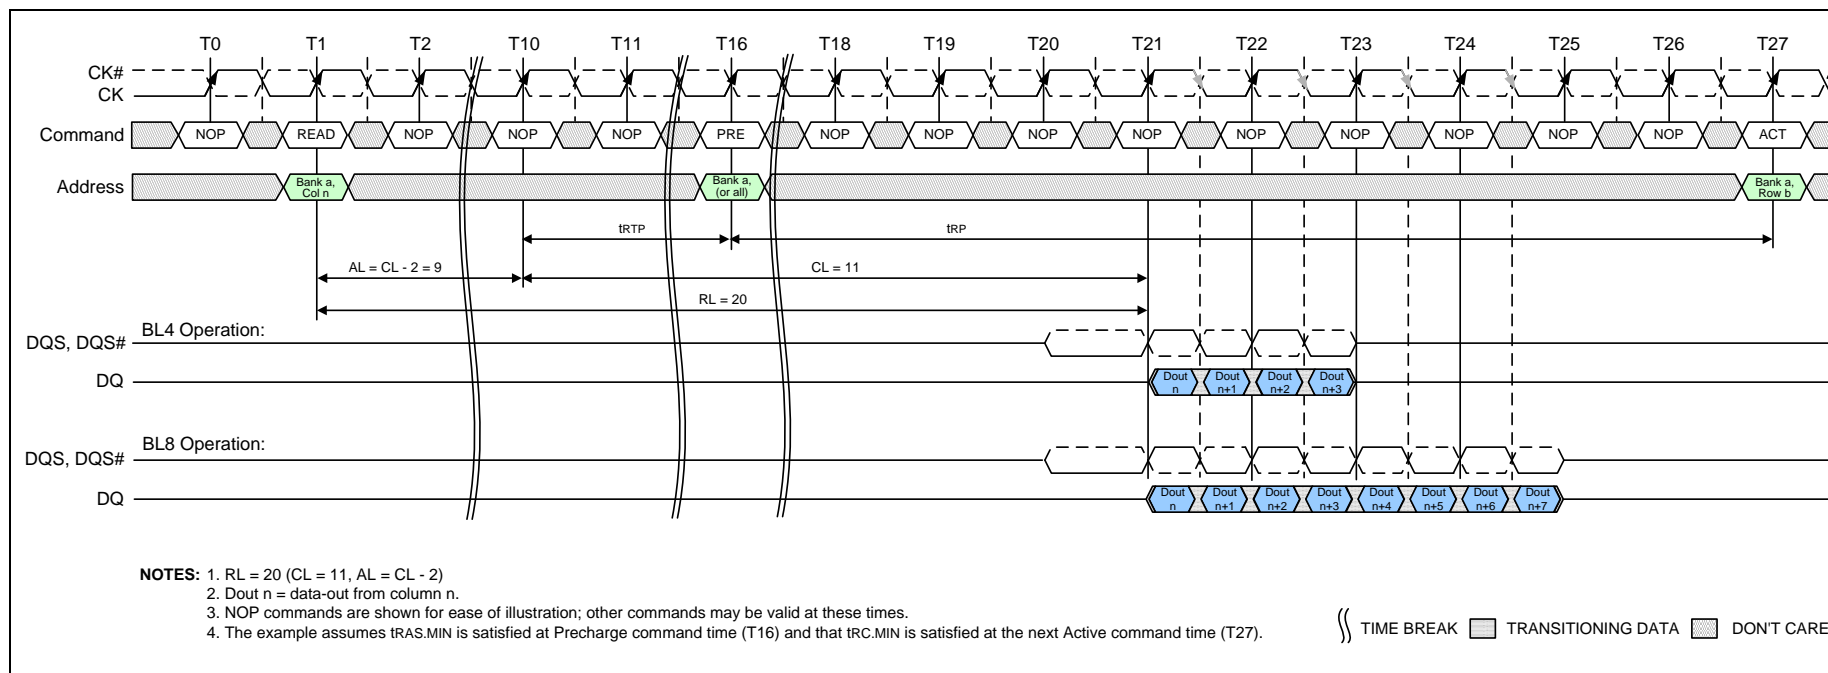 T0 T1 T2 T10 T11 T16 T18 T19 T20 T21 T22 T23 T24 T25 T26 T27
CK#
CK
Command NOP READ NOP NOP NOP PRE NOP NOP NOP NOP NOP NOP NOP NOP NOP ACT
Address
Bank a,
Col n
Bank a,
(or all)
Bank a,
Row b
tRTP
tRP
AL = CL - 2 = 9
CL = 11
RL = 20
BL4 Operation:
DQS, DQS#
DQ
Dout
n
Dout
n+1
Dout
n+2
Dout
n+3
BL8 Operation:
DQS, DQS#
DQ
Dout
n
Dout
n+1
Dout
n+2
Dout
n+3
Dout
n+4
Dout
n+5
Dout
n+6
Dout
n+7
NOTES: 1. RL = 20 (CL = 11, AL = CL - 2)
2. Dout n = data-out from column n.
3. NOP commands are shown for ease of illustration; other commands may be valid at these times.
4. The example assumes tRAS.MIN is satisfied at Precharge command time (T16) and that tRC.MIN is satisfied at the next Active command time (T27).
TIME BREAK TRANSITIONING DATA DON'T CARE